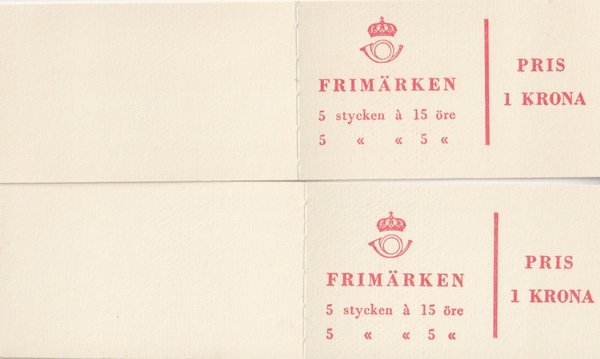 FRIMÄRKEN
5 stycken à 15 öre
5 « « 5 «
PRIS
1 KRONA
FRIMÄRKEN
5 stycken à 15 öre
5 « « 5 «
PRIS
1 KRONA